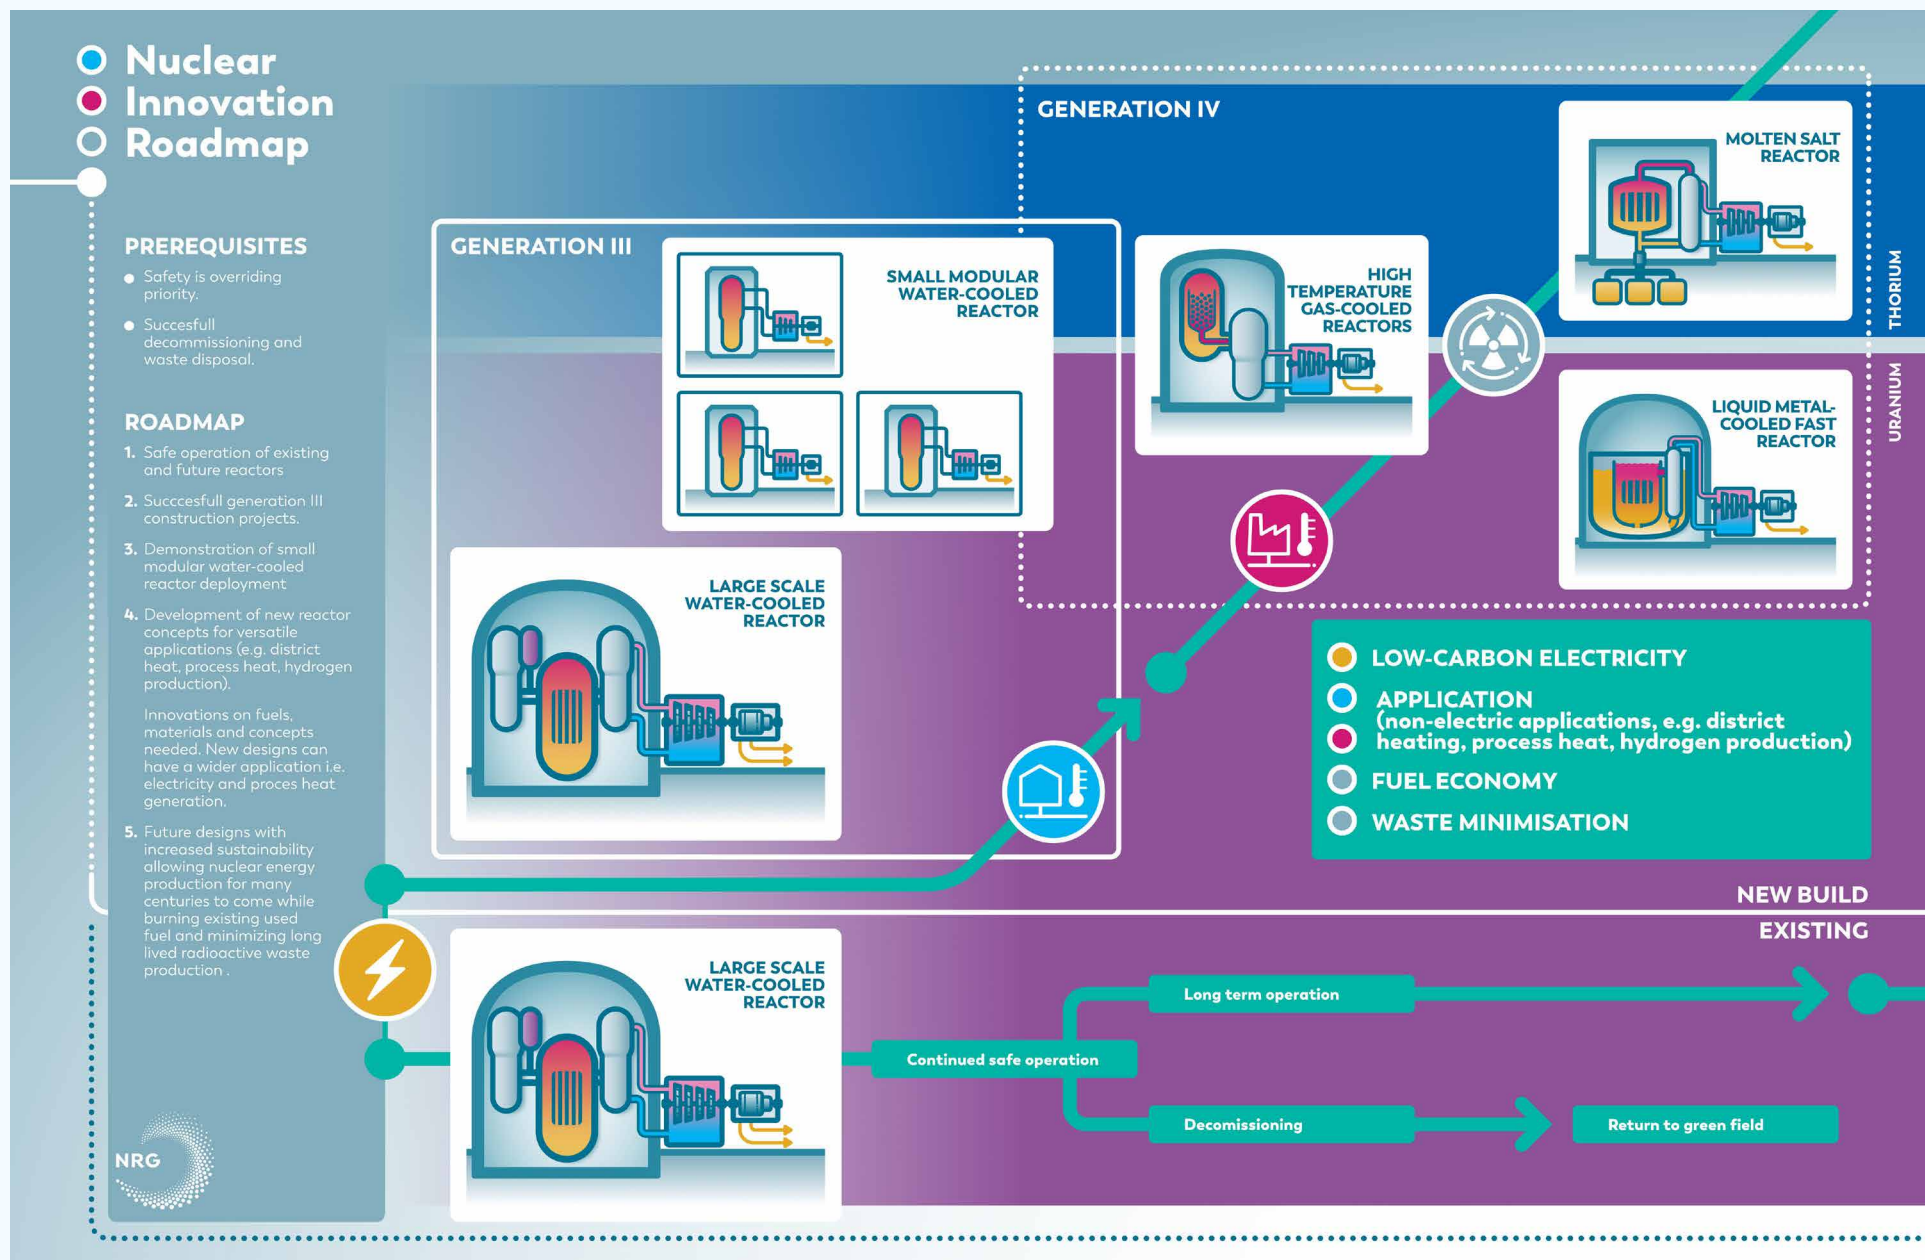 Nuclear
Innovation
Roadmap
PREREQUISITES
Safety is overriding
priority.
Succesfull
decommissioning and
waste disposal.
ROADMAP
1. Safe operation of existing
and future reactors
2. Succcesfull generation III
construction projects.
3. Demonstration of small
modular water-cooled
reactor deployment
4. Development of new reactor
concepts for versatile
applications (e.g. district
heat, process heat, hydrogen
production).
Innovations on fuels,
materials and concepts
needed. New designs can
have a wider application i.e.
electricity and proces heat
generation.
5. Future designs with
increased sustainability
allowing nuclear energy
production for many
centuries to come while
burning existing used
fuel and minimizing long
lived radioactive waste
production .
NRG
GENERATION III
SMALL MODULAR
WATER-COOLED
REACTOR
LARGE SCALE
WATER-COOLED
REACTOR
GENERATION IV
HIGH
TEMPERATURE
GAS-COOLED
REACTORS
MOLTEN SALT
REACTOR
LIQUID METAL-
COOLED FAST
REACTOR
THORIUM
URANIUM
LOW-CARBON ELECTRICITY
APPLICATION
(non-electric applications, e.g. district
heating, process heat, hydrogen production)
FUEL ECONOMY
WASTE MINIMISATION
NEW BUILD
EXISTING
LARGE SCALE
WATER-COOLED
REACTOR
Continued safe operation
Long term operation
Decomissioning
Return to green field